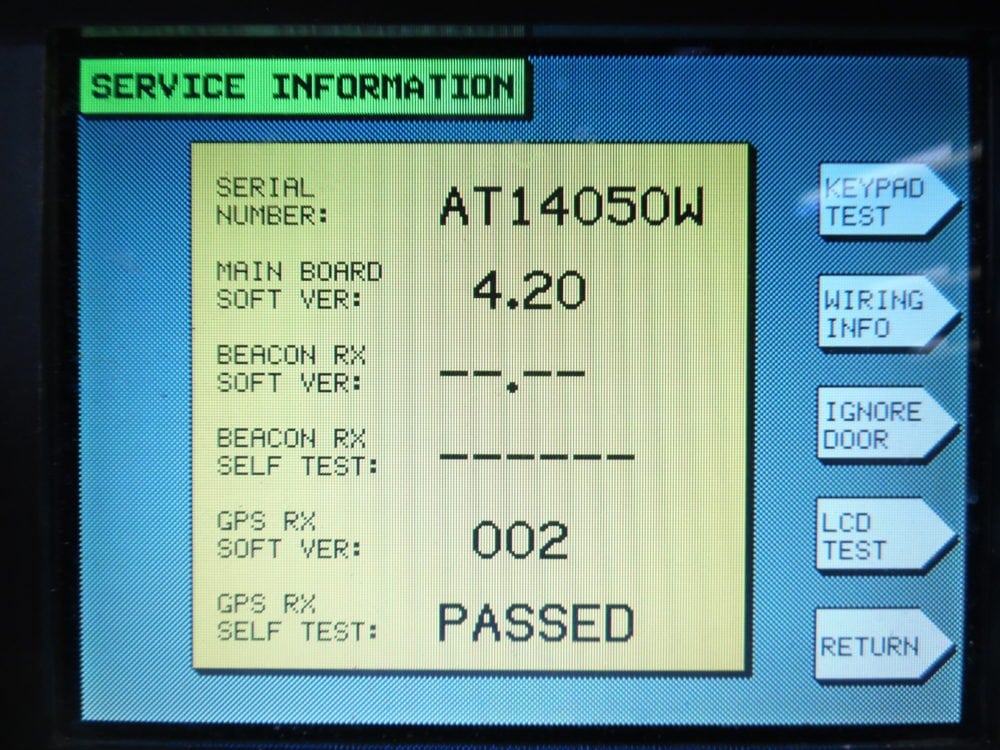 SERVICE INFORMATION
SERIAL
NUMBER: AT14050W
MAIN BOARD
SOFT VER: 4.20
BEACON RX
SOFT VER: --.--
BEACON RX
SELF TEST: ------
GPS RX
SOFT VER: 002
GPS RX
SELF TEST: PASSED
KEYPAD
TEST
WIRING
INFO
IGNORE
DOOR
LCD
TEST
RETURN